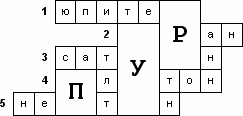 1 ю п и т е Р
2 У а н
3 с а т н
4 П л т о н
5 н е т н